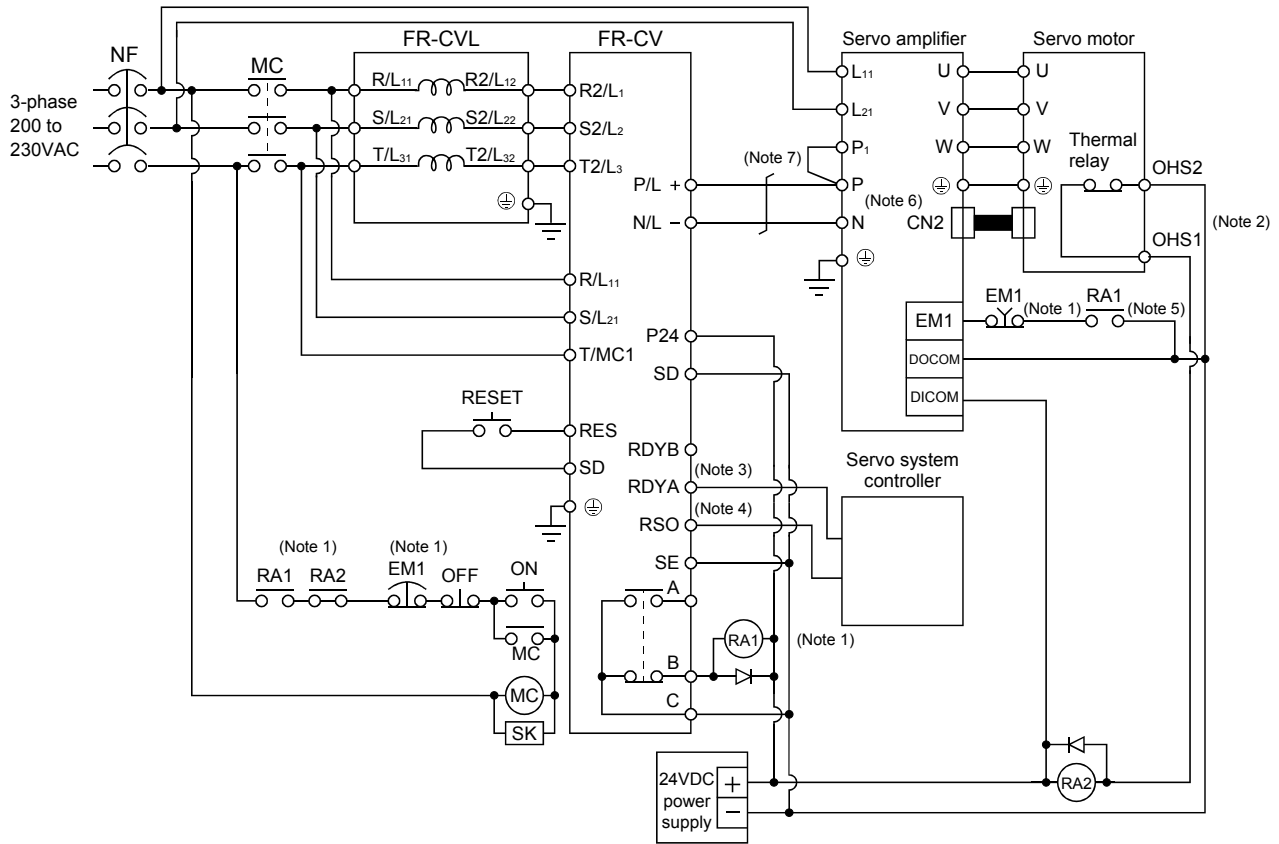 FR-CVL
FR-CV
Servo amplifier
Servo motor
NF
MC
3-phase
200 to
230VAC
R/L11
R2/L12
R2/L1
S/L21
S2/L22
S2/L2
T/L31
T2/L32
T2/L3
P/L +
N/L −
(Note 7)
L11
L21
P1
P
N
(Note 6)
U
V
W
CN2
U
V
W
Thermal
relay
OHS2
(Note 2)
OHS1
R/L11
S/L21
T/MC1
P24
SD
EM1
DOCOM
DICOM
EM1
(Note 1)
RA1
(Note 5)
RESET
RES
SD
RDYB
RDYA
(Note 3)
RSO
(Note 4)
SE
Servo system
controller
(Note 1)
(Note 1)
RA1
RA2
EM1
OFF
ON
MC
MC
SK
A
B
C
RA1
(Note 1)
24VDC
power
supply
+
−
RA2